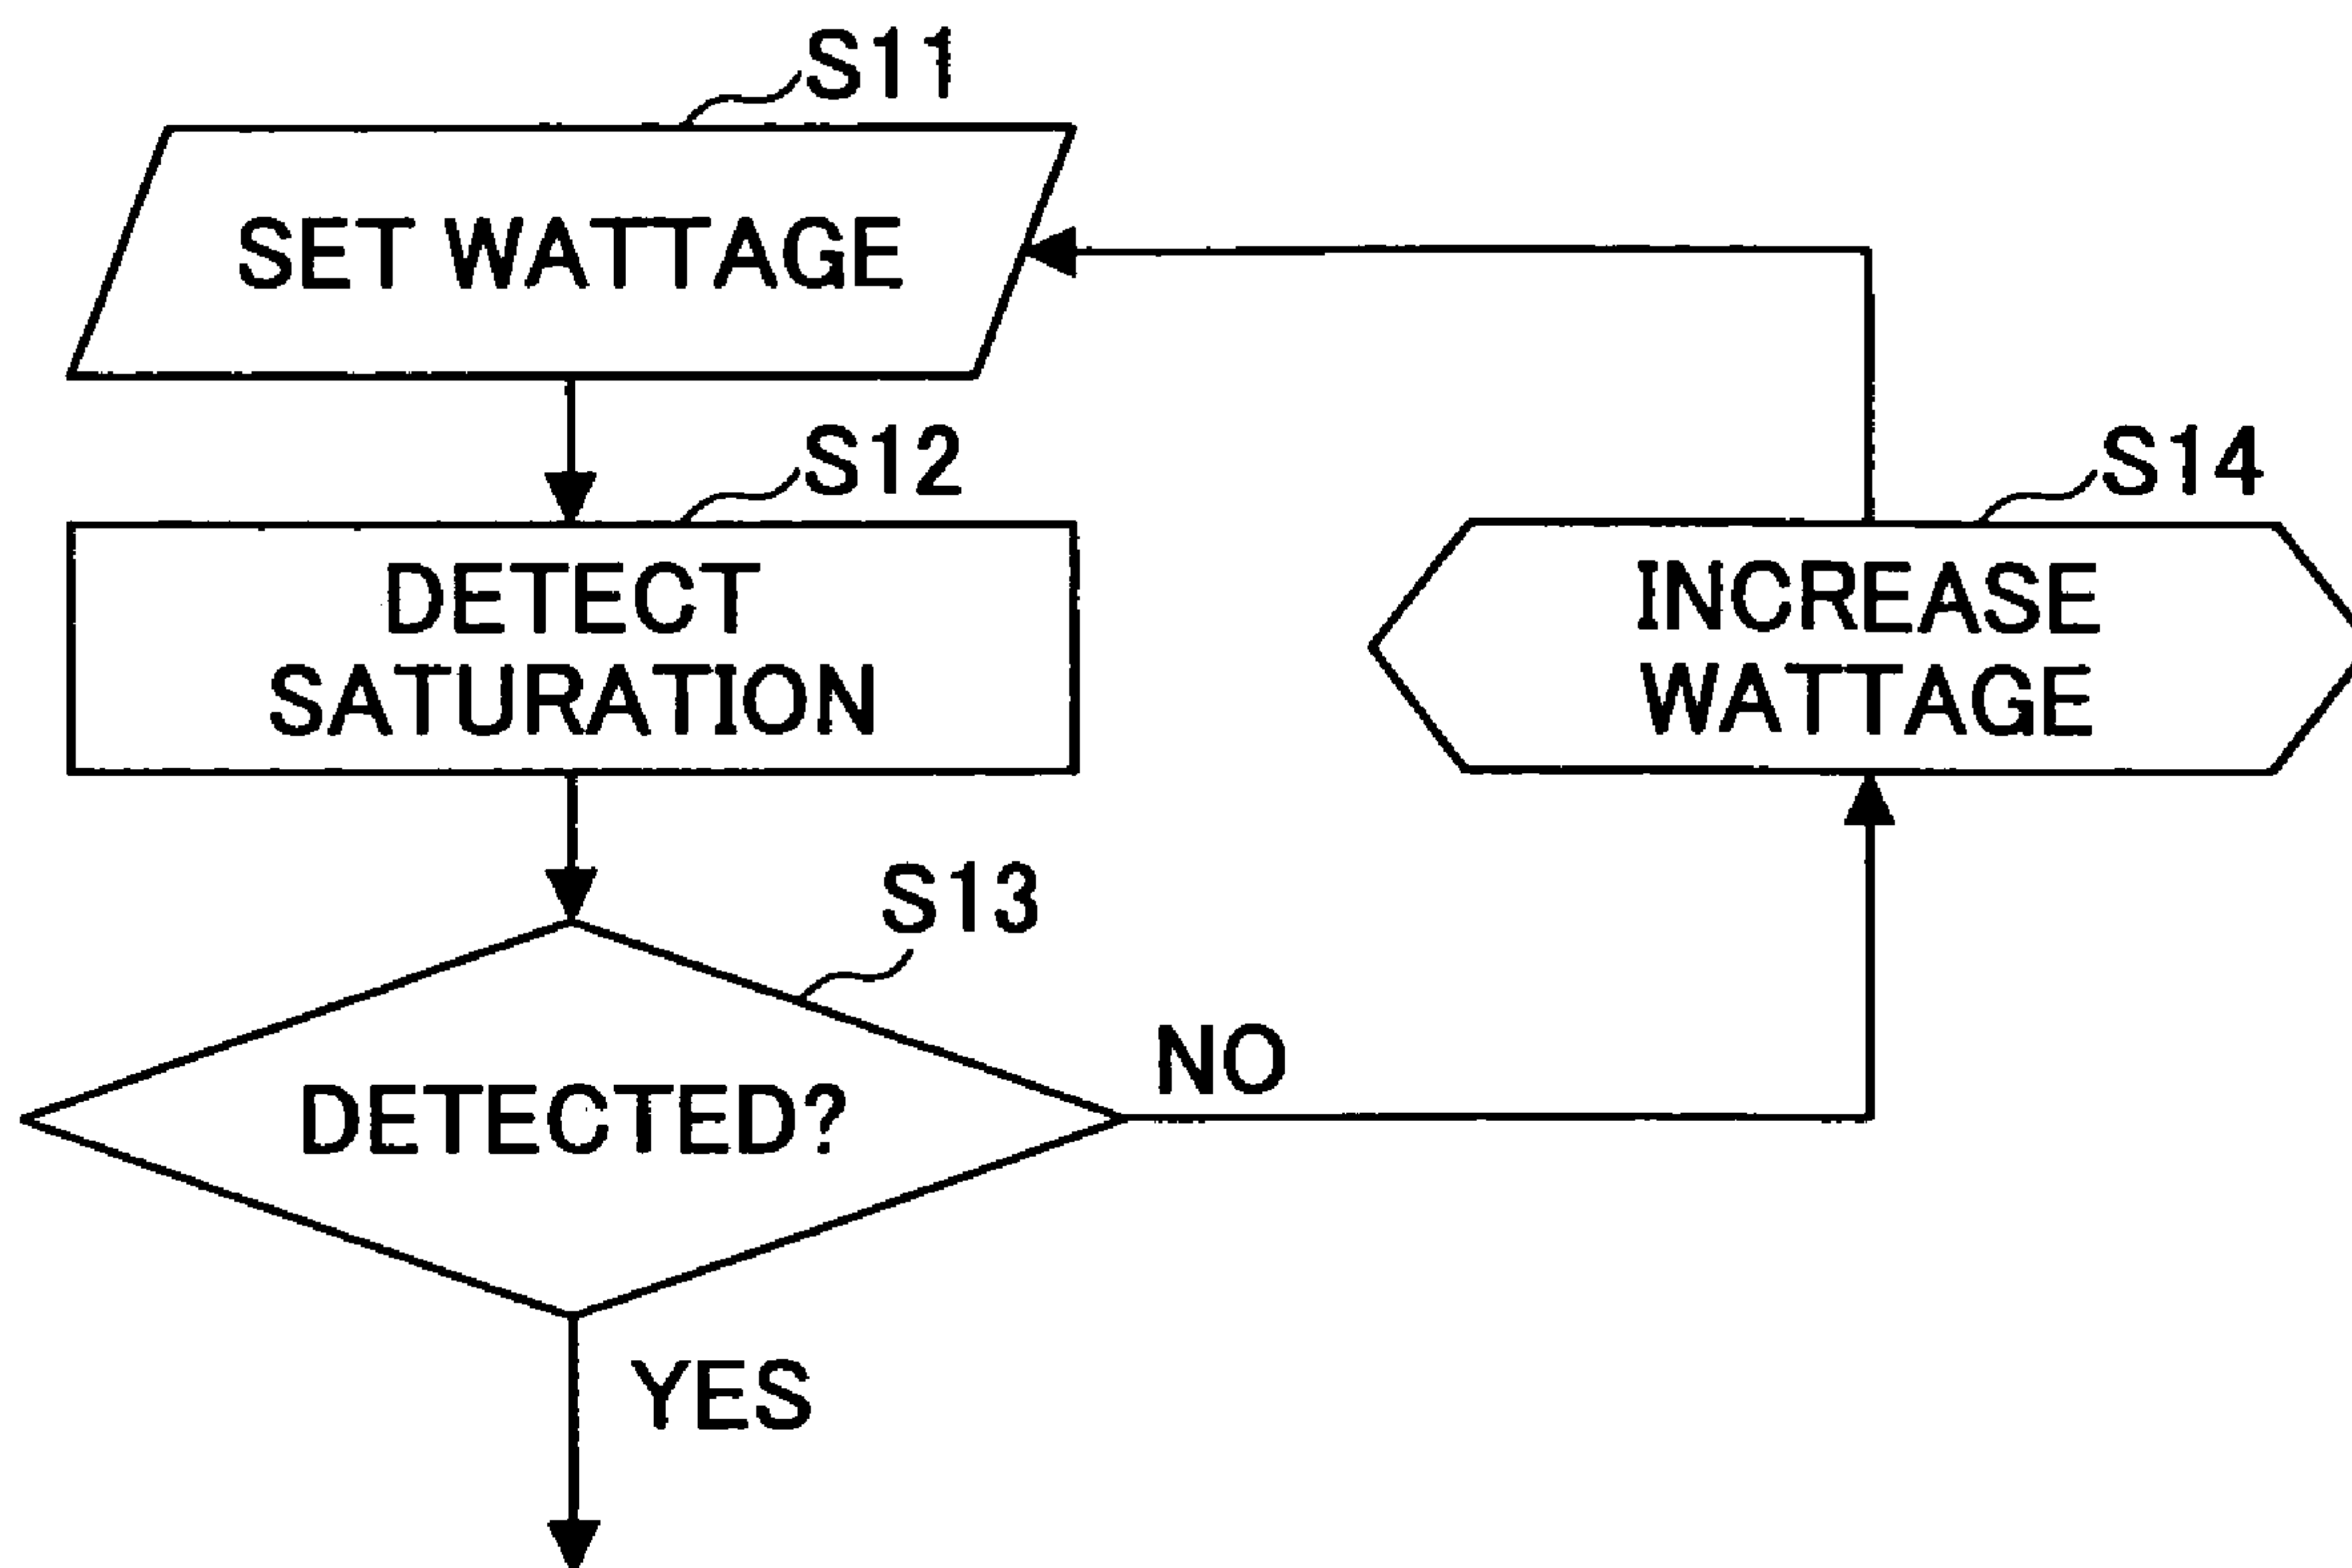 S11
SET WATTAGE
S12
DETECT
SATURATION
S14
INCREASE
WATTAGE
S13
DETECTED?
NO
YES